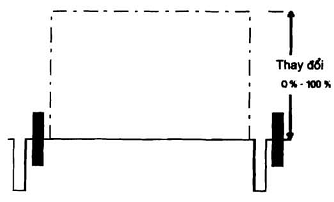 Thay đổi
0 % - 100 %